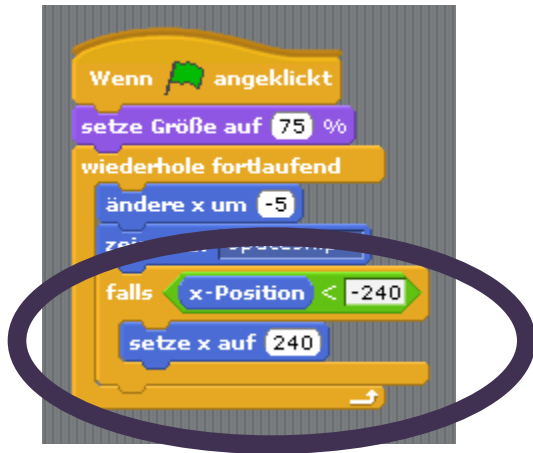 Wenn angeklickt
setze Größe auf 75 %
wiederhole fortlaufend
ändere x um -5
falls x-Position < -240
setze x auf 240